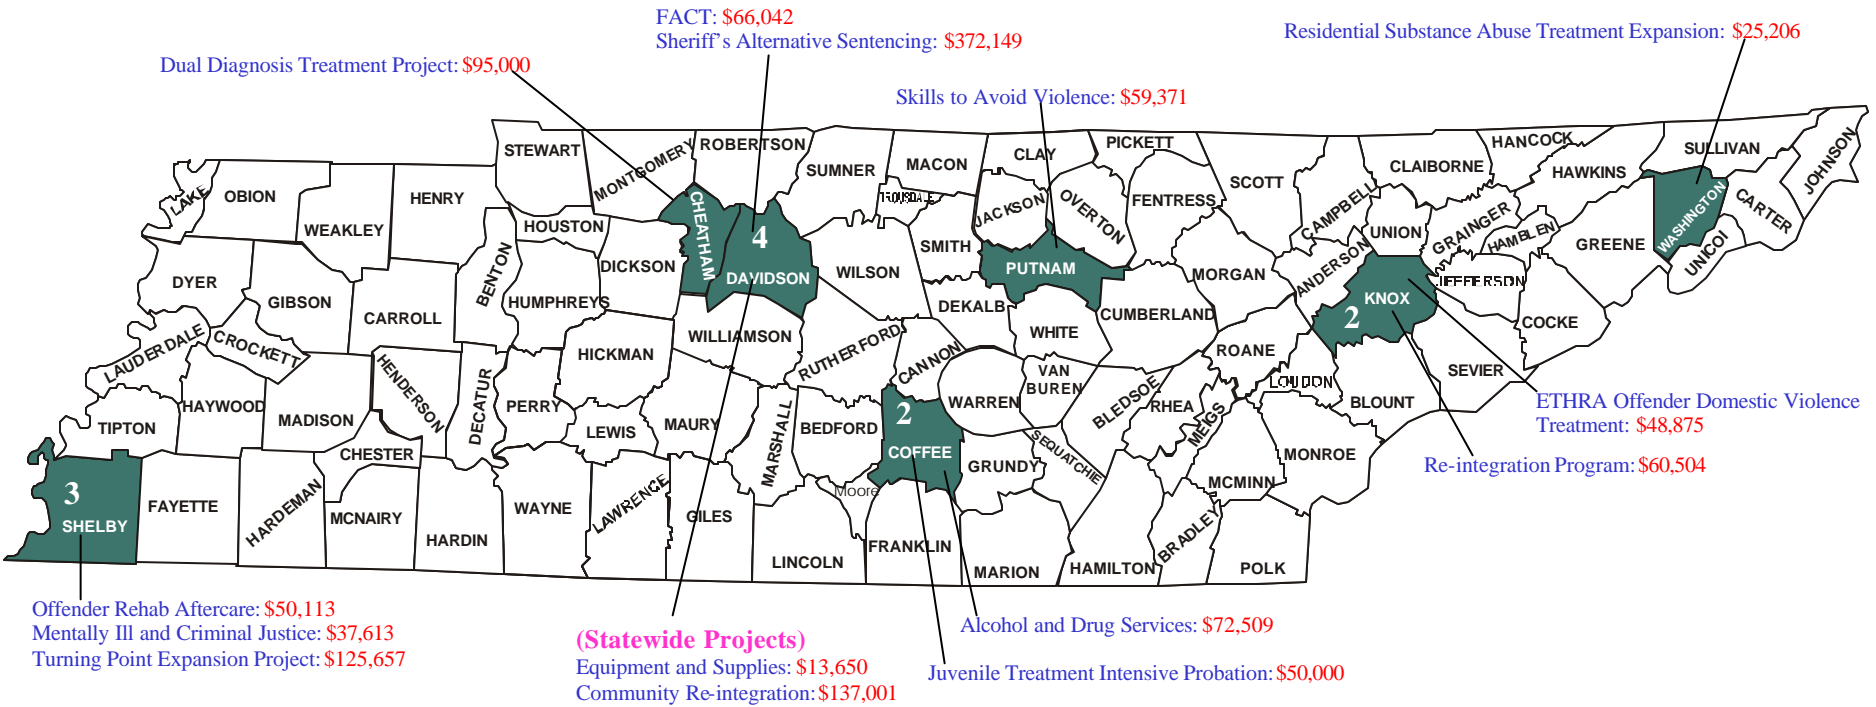 FACT: $66,042
Sheriff's Alternative Sentencing: $372,149
Residential Substance Abuse Treatment Expansion: $25,206
Dual Diagnosis Treatment Project: $95,000
Skills to Avoid Violence: $59,371
STEWART
MONTGOMERY
ROBERTSON
SUMNER
MACON
TROUSDALE
CLAY
PICKETT
SCOTT
CLAIBORNE
HANCOCK
HAWKINS
SULLIVAN
JOHNSON
LAKE
OBION
WEAKLEY
HENRY
HOUSTON
CHEATHAM
4
DAVIDSON
WILSON
SMITH
JACKSON
OVERTON
FENTRESS
CAMPBELL
UNION
GRAINGER
HAMBLEN
GREENE
WASHINGTON
CARTER
UNICOI
DYER
GIBSON
CARROLL
BENTON
HUMPHREYS
DICKSON
PUTNAM
MORGAN
ANDERSON
KNOX
2
JEFFERSON
COCKE
LAUDERDALE
CROCKETT
HENDERSON
DECATUR
PERRY
HICKMAN
WILLIAMSON
RUTHERFORD
CANNON
DEKALB
WHITE
CUMBERLAND
ROANE
LOUDON
BLOUNT
SEVIER
TIPTON
HAYWOOD
MADISON
CHESTER
LEWIS
MAURY
MARSHALL
BEDFORD
2
COFFEE
WARREN
VAN
BUREN
BLEDSOE
RHEA
MEIGS
MONROE
3
SHELBY
FAYETTE
HARDEMAN
MCNAIRY
HARDIN
WAYNE
LAWRENCE
GILES
LINCOLN
Moore
FRANKLIN
GRUNDY
SEQUATCHIE
MARION
HAMILTON
BRADLEY
MCMINN
POLK
ETHRA Offender Domestic Violence
Treatment: $48,875
Re-integration Program: $60,504
Offender Rehab Aftercare: $50,113
Mentally Ill and Criminal Justice: $37,613
Turning Point Expansion Project: $125,657
(Statewide Projects)
Equipment and Supplies: $13,650
Community Re-integration: $137,001
Alcohol and Drug Services: $72,509
Juvenile Treatment Intensive Probation: $50,000